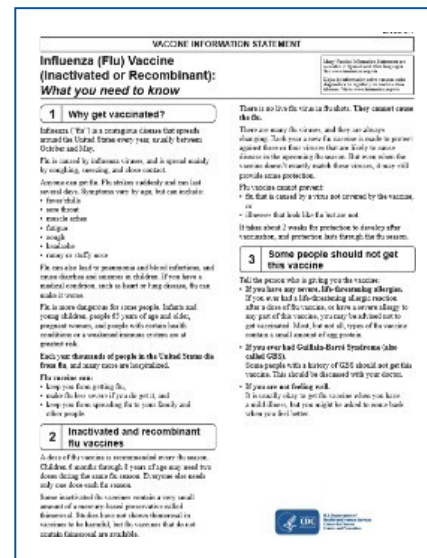 VACCINE INFORMATION STATEMENT
Influenza (Flu) Vaccine
(Inactivated or Recombinant):
What you need to know
Many Vaccine Information Statements are
available in Spanish and other languages.
1 Why get vaccinated?
Influenza ("flu") is a contagious disease that spreads
around the United States every year, usually between
October and May.
Flu is caused by influenza viruses, and is spread mainly
by coughing, sneezing, and close contact.
Anyone can get flu. Flu strikes suddenly and can last
several days. Symptoms vary by age, but can include:
• fever/chills
• sore throat
• muscle aches
• fatigue
• cough
• headache
• runny or stuffy nose
Flu can also lead to pneumonia and blood infections, and
cause diarrhea and seizures in children. If you have a
medical condition, such as heart or lung disease, flu can
make it worse.
Flu is more dangerous for some people. Infants and
young children, people 65 years of age and older,
pregnant women, and people with certain health
conditions or a weakened immune system are at
greatest risk.
Each year thousands of people in the United States die
from flu, and many more are hospitalized.
Flu vaccine can:
• keep you from getting flu,
• make flu less severe if you do get it, and
• keep you from spreading flu to your family and
other people.
2 Inactivated and recombinant
flu vaccines
A dose of flu vaccine is recommended every flu season.
Children 6 months through 8 years of age may need two
doses during the same flu season. Everyone else needs
only one dose each flu season.
Some inactivated flu vaccines contain a very small
amount of a mercury-based preservative called
thimerosal. Studies have not shown thimerosal in
vaccines to be harmful, but flu vaccines that do not
contain thimerosal are available.
There is no live flu virus in flu shots. They cannot cause
the flu.
There are many flu viruses, and they are always
changing. Each year a new flu vaccine is made to protect
against three or four viruses that are likely to cause
disease in the upcoming flu season. But even when the
vaccine doesn't exactly match these viruses, it may still
provide some protection.
Flu vaccine cannot prevent:
• flu that is caused by a virus not covered by the vaccine,
or
• illnesses that look like flu but are not.
It takes about 2 weeks for protection to develop after
vaccination, and protection lasts through the flu season.
3 Some people should not get
this vaccine
Tell the person who is giving you the vaccine:
• If you have any severe, life-threatening allergies.
If you ever had a life-threatening allergic reaction
after a dose of flu vaccine, or have a severe allergy to
any part of this vaccine, you may be advised not to
get vaccinated. Most, but not all, types of flu vaccine
contain a small amount of egg protein.
• If you ever had Guillain-Barré Syndrome (also
called GBS).
Some people with a history of GBS should not get this
vaccine. This should be discussed with your doctor.
• If you are not feeling well.
It is usually okay to get flu vaccine when you have
a mild illness, but you might be asked to come back
when you feel better.
CDC